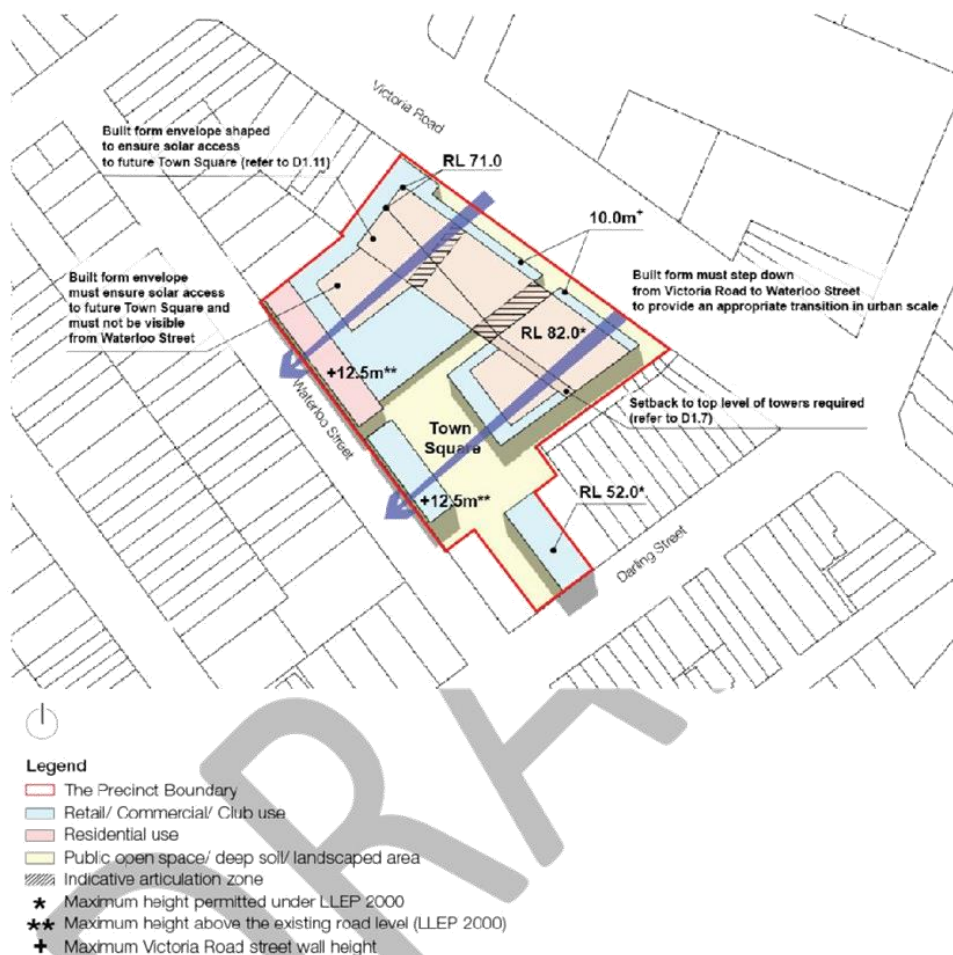 Victoria Road
Built form envelope shaped
to ensure solar access
to future Town Square (refer to D1.11)
RL 71.0
10.0m+
Built form envelope
must ensure solar access
to future Town Square and
must not be visible
from Waterloo Street
Built form must step down
from Victoria Road to Waterloo Street
to provide an appropriate transition in urban scale
RL 82.0*
+12.5m**
Waterloo Street
Setback to top level of towers required
(refer to D1.7)
Town
Square
+12.5m**
RL 52.0*
Darling Street
Legend
The Precinct Boundary
Retail/ Commercial/ Club use
Residential use
Public open space/ deep soil/ landscaped area
Indicative articulation zone
* Maximum height permitted under LLEP 2000
** Maximum height above the existing road level (LLEP 2000)
+ Maximum Victoria Road street wall height